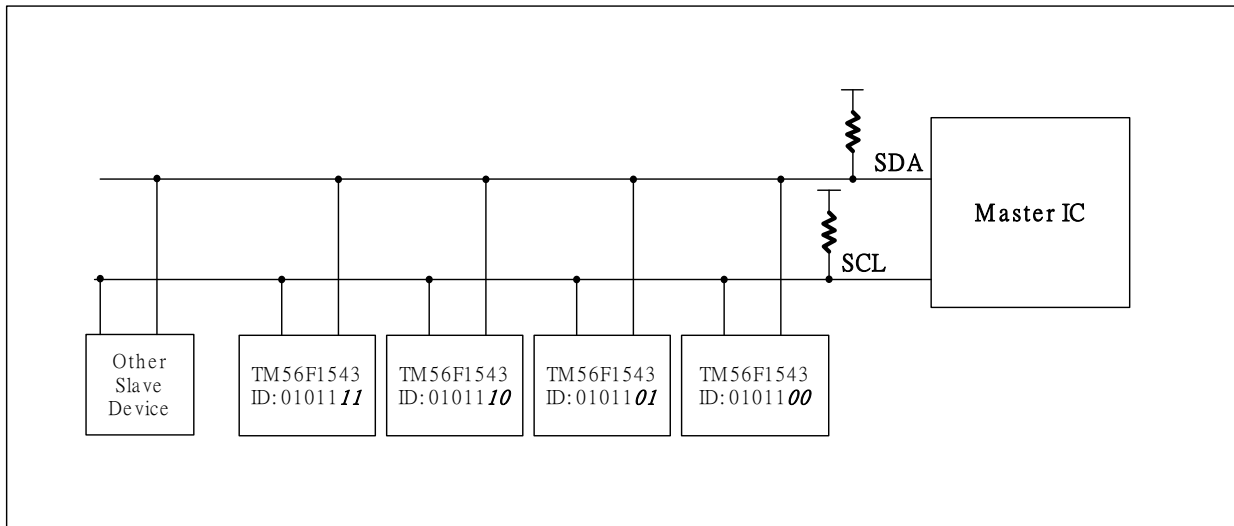 SDA
Master IC
SCL
Other
Slave
Device
TM56F1543
ID:0101111
TM56F1543
ID:0101110
TM56F1543
ID:0101101
TM56F1543
ID:0101100